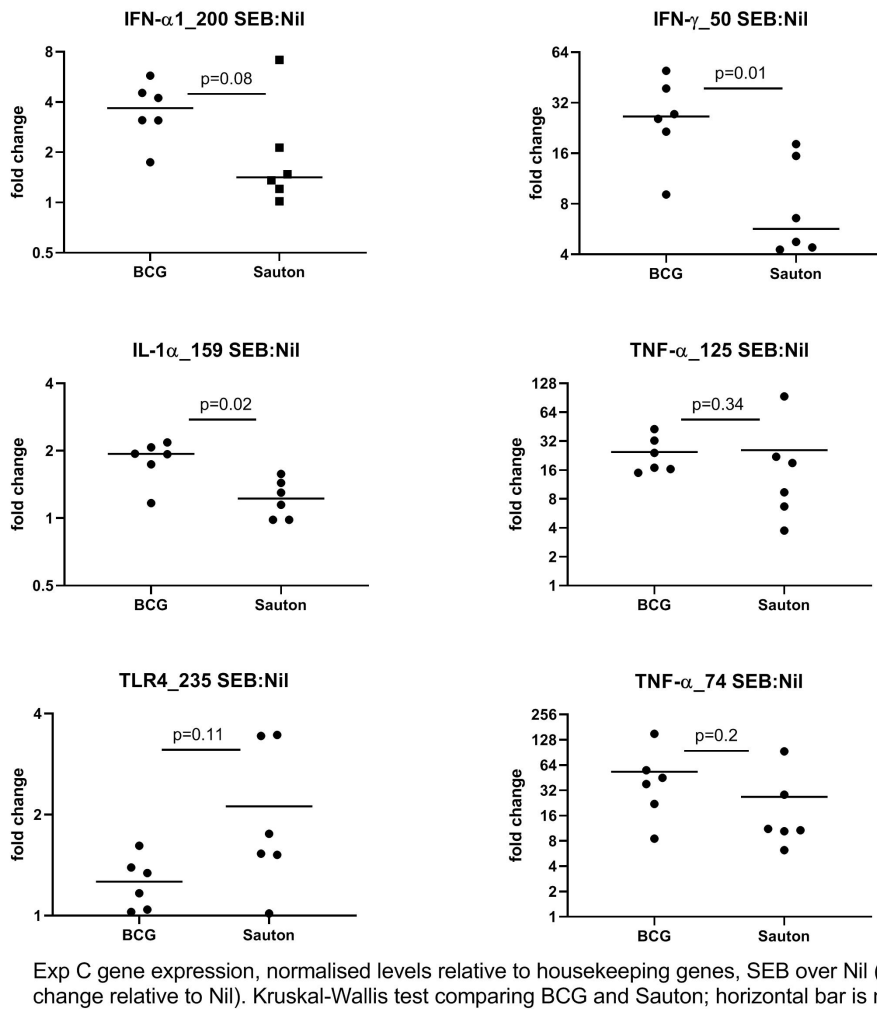 IFN-α1_200 SEB:Nil
8
4
2
1
0.5
fold change
p=0.08
BCG
Sauton
IFN-γ_50 SEB:Nil
64
32
16
8
4
fold change
p=0.01
BCG
Sauton
IL-1α_159 SEB:Nil
4
2
1
0.5
fold change
p=0.02
BCG
Sauton
TNF-α_125 SEB:Nil
128
64
32
16
8
4
2
1
fold change
p=0.34
BCG
Sauton
TLR4_235 SEB:Nil
4
2
1
fold change
p=0.11
BCG
Sauton
TNF-α_74 SEB:Nil
256
128
64
32
16
8
4
2
1
fold change
p=0.2
BCG
Sauton
Exp C gene expression, normalised levels relative to housekeeping genes, SEB over Nil (
change relative to Nil). Kruskal-Wallis test comparing BCG and Sauton; horizontal bar is